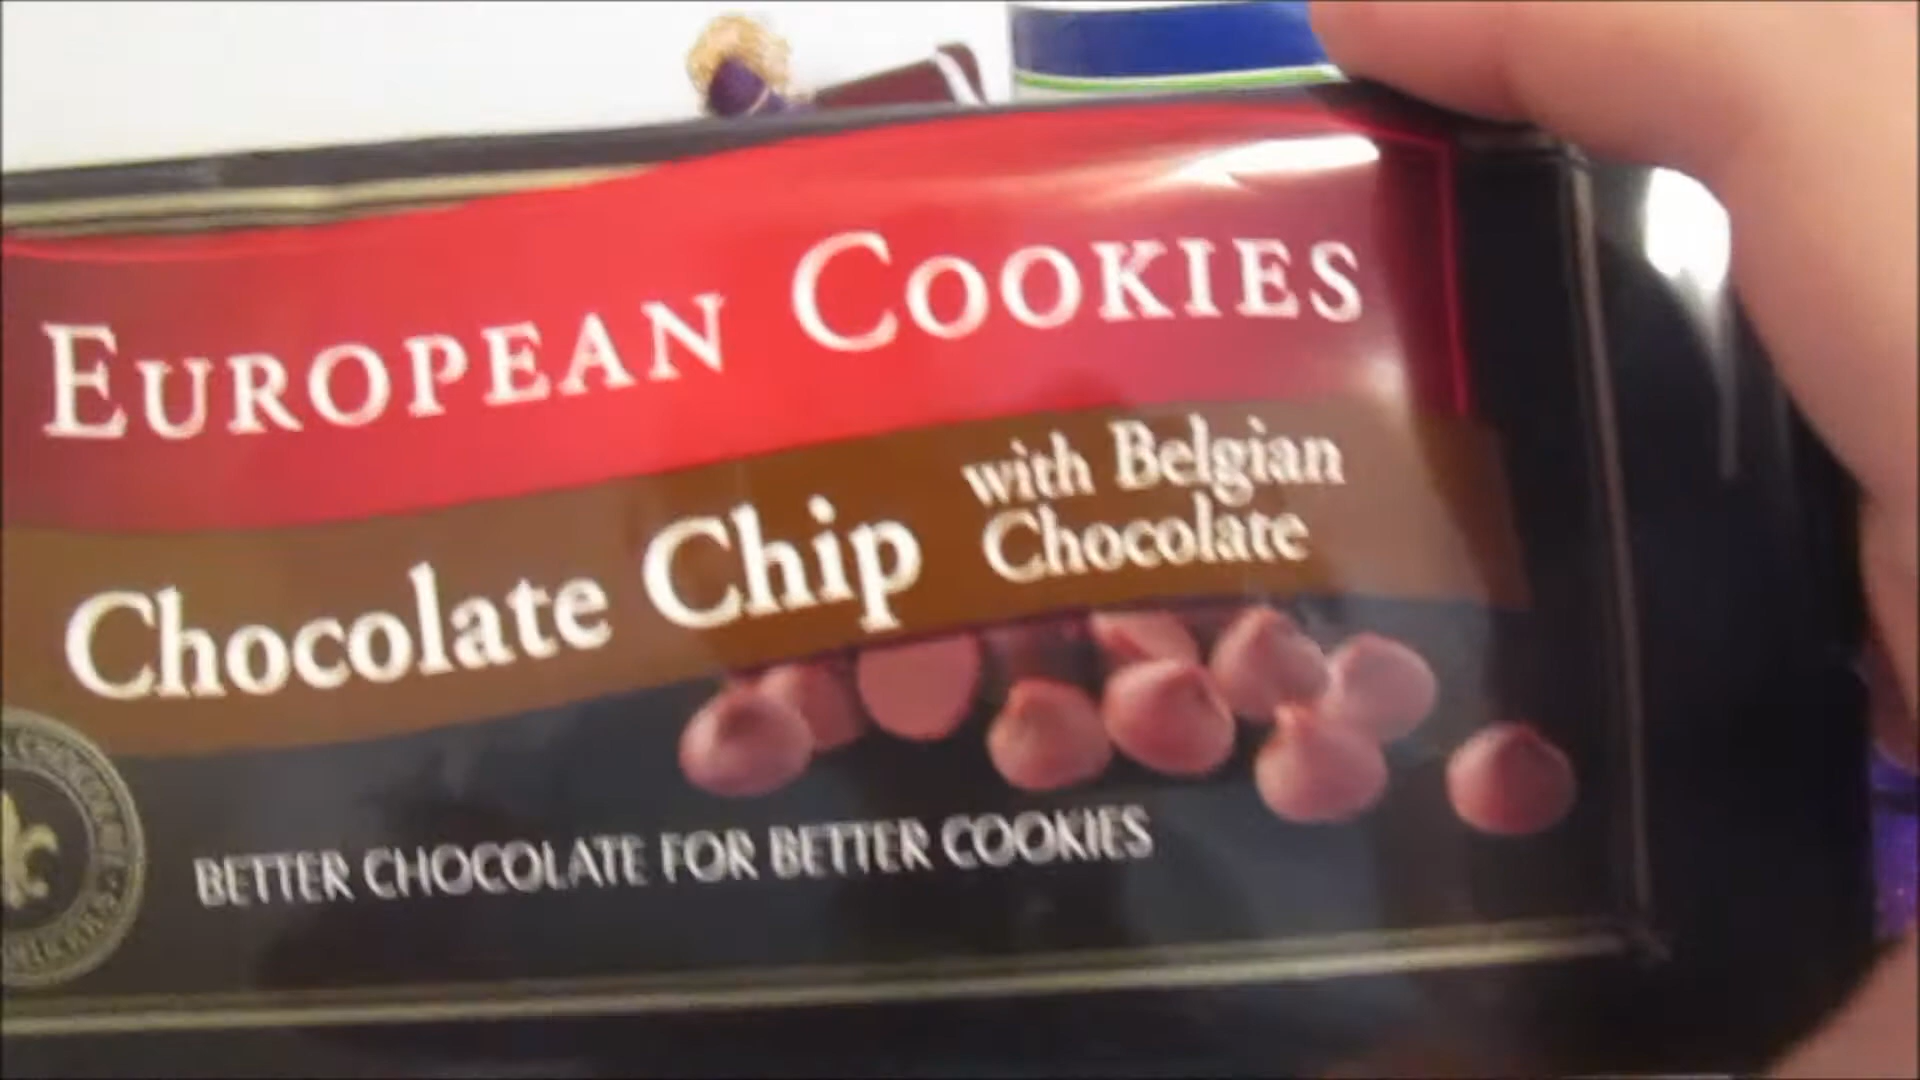 EUROPEAN COOKIES
Chocolate Chip
with Belgian
Chocolate
BETTER CHOCOLATE FOR BETTER COOKIES